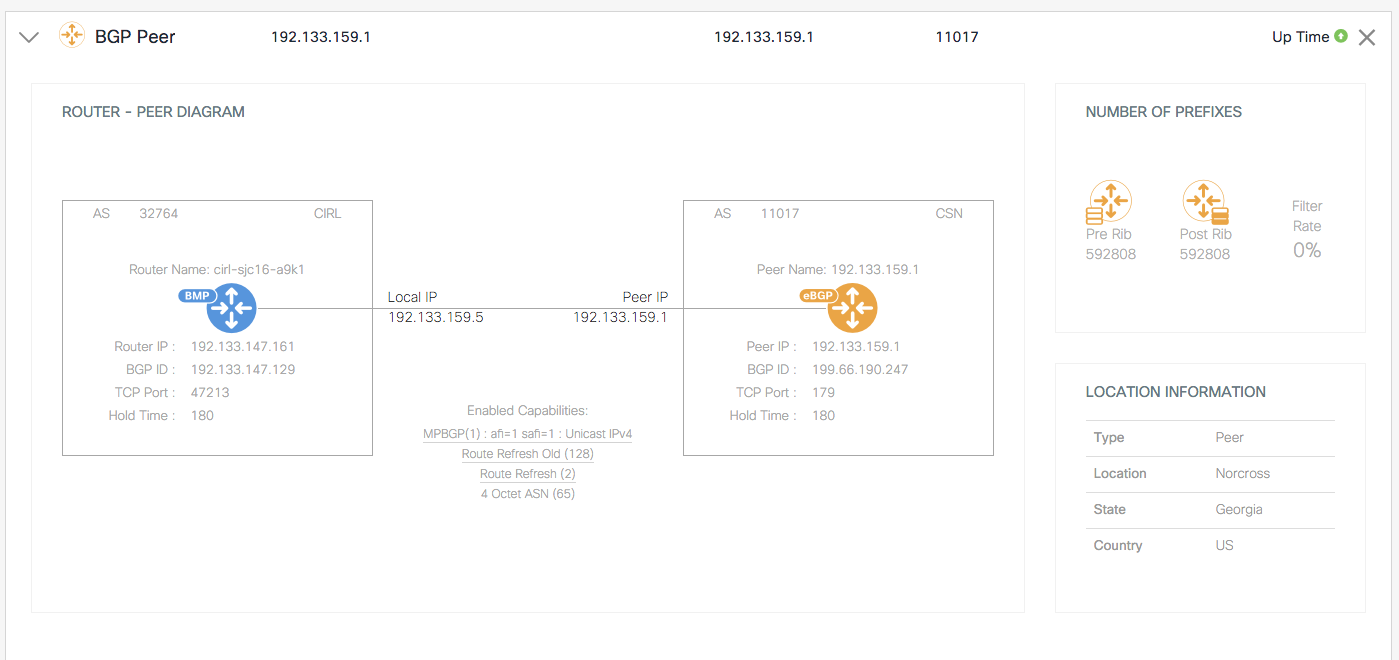 BGP Peer 192.133.159.1 192.133.159.1 11017 Up Time
ROUTER - PEER DIAGRAM
AS 32764 CIRL
Router Name: cirl-sjc16-a9k1
BMP
Router IP : 192.133.147.161
BGP ID : 192.133.147.129
TCP Port : 47213
Hold Time : 180
Local IP Peer IP
192.133.159.5 192.133.159.1
Enabled Capabilities:
MPBGP(1) : afi=1 safi=1 : Unicast IPv4
Route Refresh Old (128)
Route Refresh (2)
4 Octet ASN (65)
AS 11017 CSN
Peer Name: 192.133.159.1
eBGP
Peer IP : 192.133.159.1
BGP ID : 199.66.190.247
TCP Port : 179
Hold Time : 180
NUMBER OF PREFIXES
Pre Rib
592808
Post Rib
592808
Filter
Rate
0%
LOCATION INFORMATION
Type Peer
Location Norcross
State Georgia
Country US